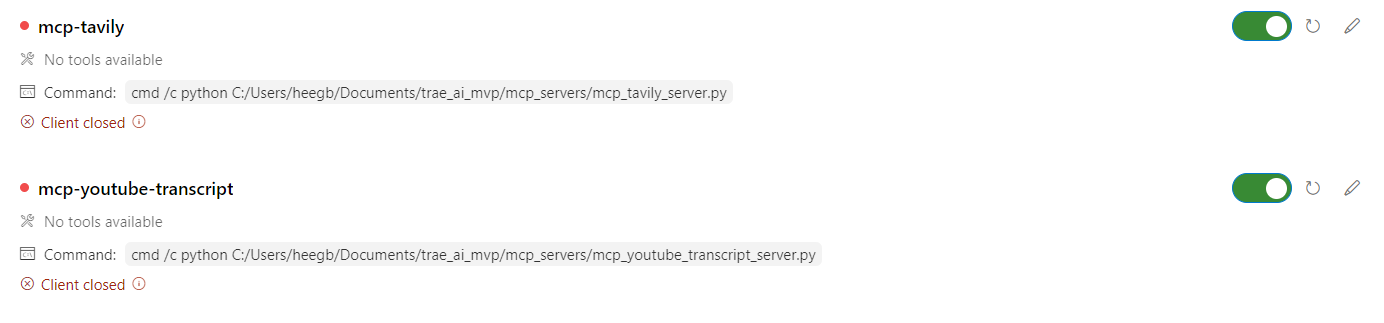 mcp-tavily
No tools available
Command: cmd /c python C:/Users/heegb/Documents/trae_ai_mvp/mcp_servers/mcp_tavily_server.py
Client closed
mcp-youtube-transcript
No tools available
Command: cmd /c python C:/Users/heegb/Documents/trae_ai_mvp/mcp_servers/mcp_youtube_transcript_server.py
Client closed